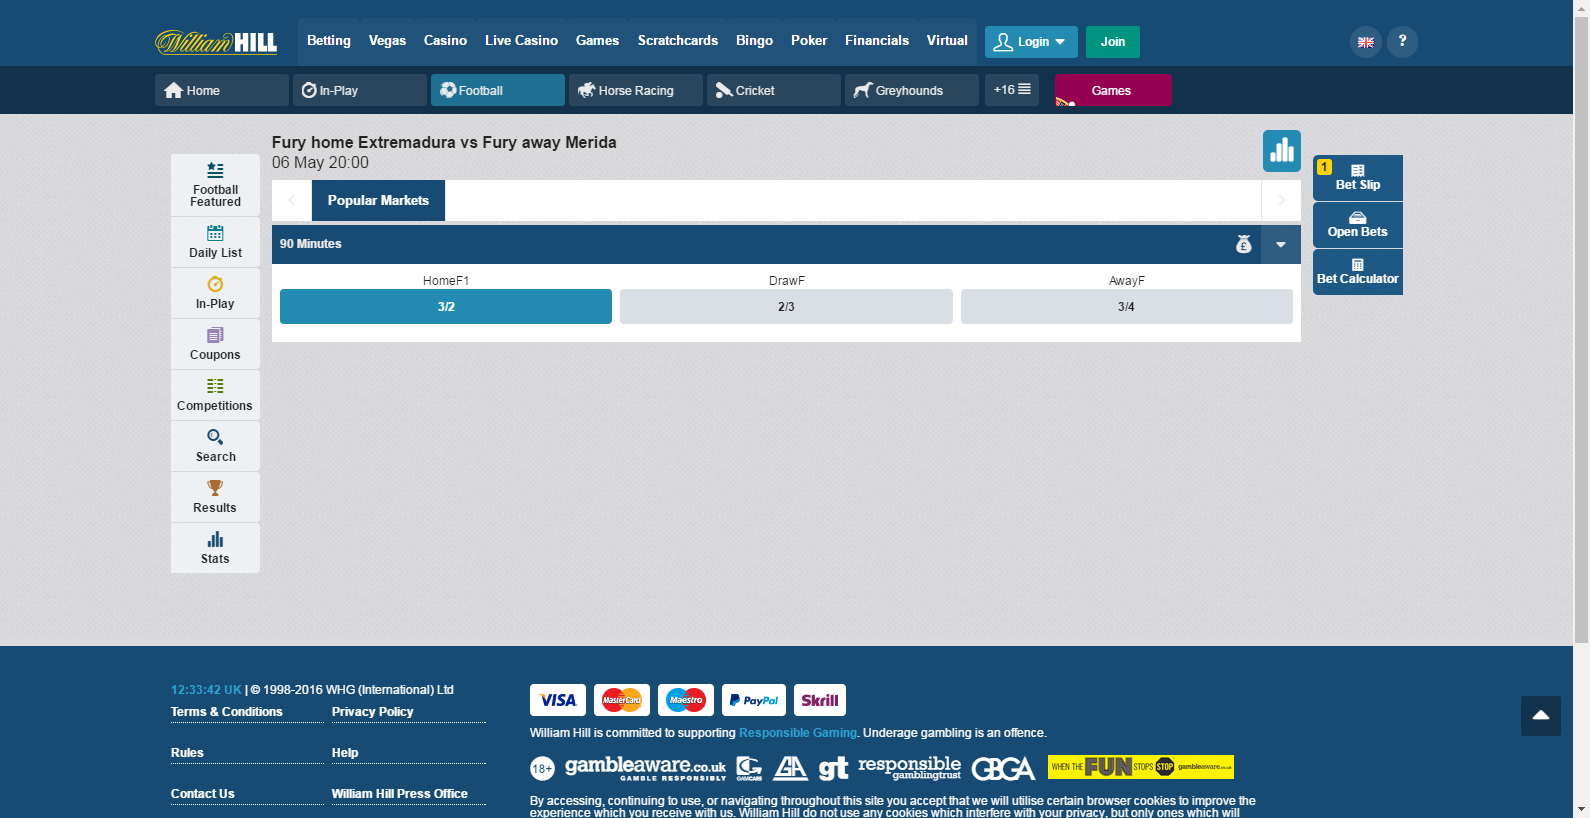 William HILL
Betting Vegas Casino Live Casino Games Scratchcards Bingo Poker Financials Virtual Login Join ?
Home In-Play Football Horse Racing Cricket Greyhounds +16 Games
Fury home Extremadura vs Fury away Merida
06 May 20:00
Popular Markets
90 Minutes £
HomeF1 DrawF AwayF
3/2 2/3 3/4
Football
Featured
Daily List
In-Play
Coupons
Competitions
Search
Results
Stats
1
Bet Slip
Open Bets
Bet Calculator
12:33:42 UK | © 1998-2016 WHG (International) Ltd
Terms & Conditions Privacy Policy
Rules Help
Contact Us William Hill Press Office
VISA MasterCard Maestro PayPal Skrill
William Hill is committed to supporting Responsible Gaming. Underage gambling is an offence.
18+ gambleaware.co.uk
GAMBLE RESPONSIBLY
GAMCARE
GA
gt
responsible
gamblingtrust
GBGA
WHEN THE FUN STOPS STOP gambleaware.co.uk
By accessing, continuing to use, or navigating throughout this site you accept that we will utilise certain browser cookies to improve the
experience which you receive with us. William Hill do not use any cookies which interfere with your privacy, but only ones which will